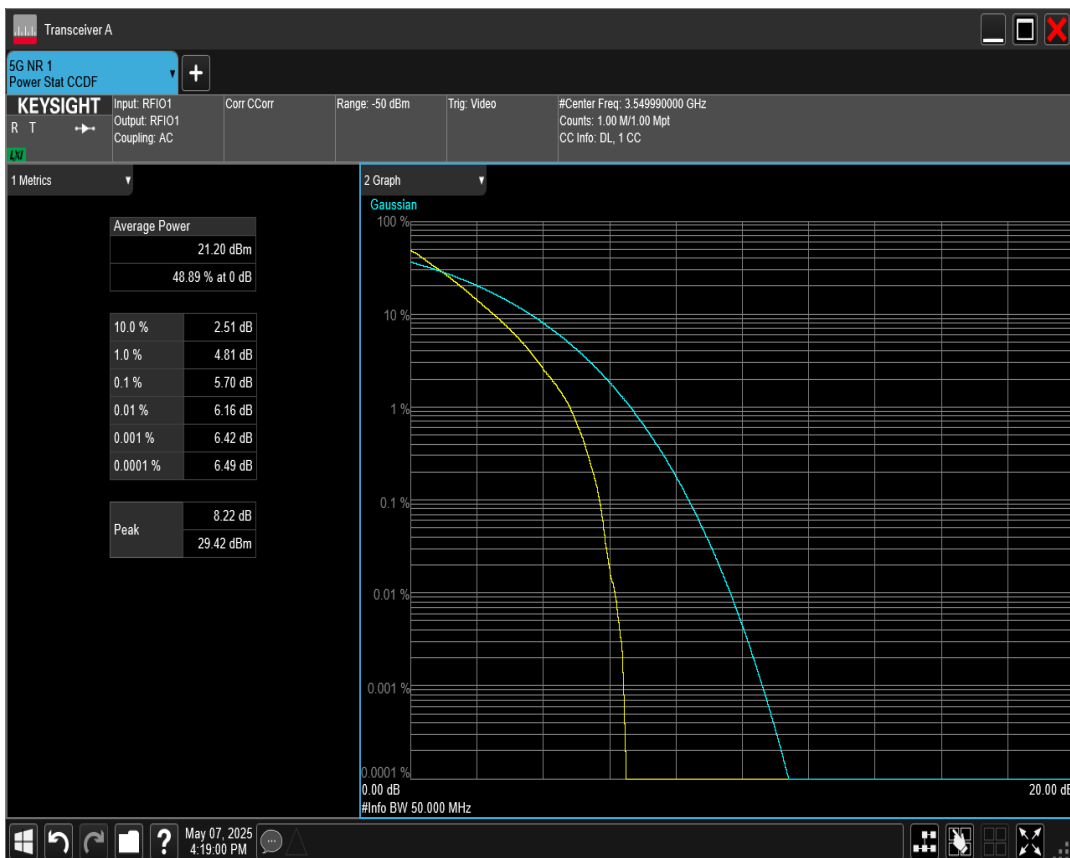 Transceiver A
5G NR 1
Power Stat CCDF
+
KEYSIGHT
R T
LXI
Input: RFIO1
Output: RFIO1
Coupling: AC
Corr CCorr
Range: -50 dBm
Trig: Video
#Center Freq: 3.549990000 GHz
Counts: 1.00 M/1.00 Mpt
CC Info: DL, 1 CC
1 Metrics
Average Power
21.20 dBm
48.89 % at 0 dB
10.0 % 2.51 dB
1.0 % 4.81 dB
0.1 % 5.70 dB
0.01 % 6.16 dB
0.001 % 6.42 dB
0.0001 % 6.49 dB
Peak 8.22 dB
29.42 dBm
2 Graph
Gaussian
100 %
10 %
1 %
0.1 %
0.01 %
0.001 %
0.0001 %
0.00 dB 20.00 dB
#Info BW 50.000 MHz
?
May 07, 2025
4:19:00 PM